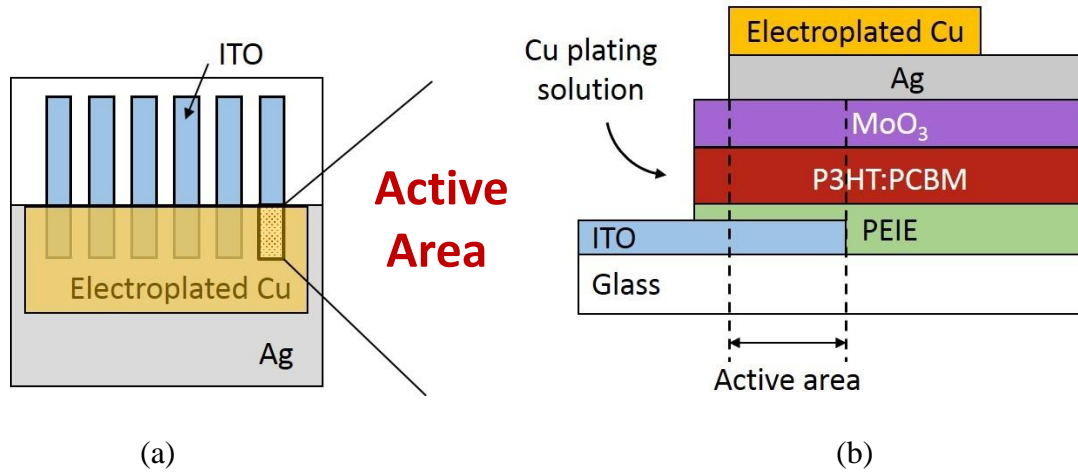 ITO
Active
Area
Electroplated Cu
Ag
(a)
Cu plating
solution
Electroplated Cu
Ag
MoO₃
P3HT:PCBM
PEIE
ITO
Glass
Active area
(b)